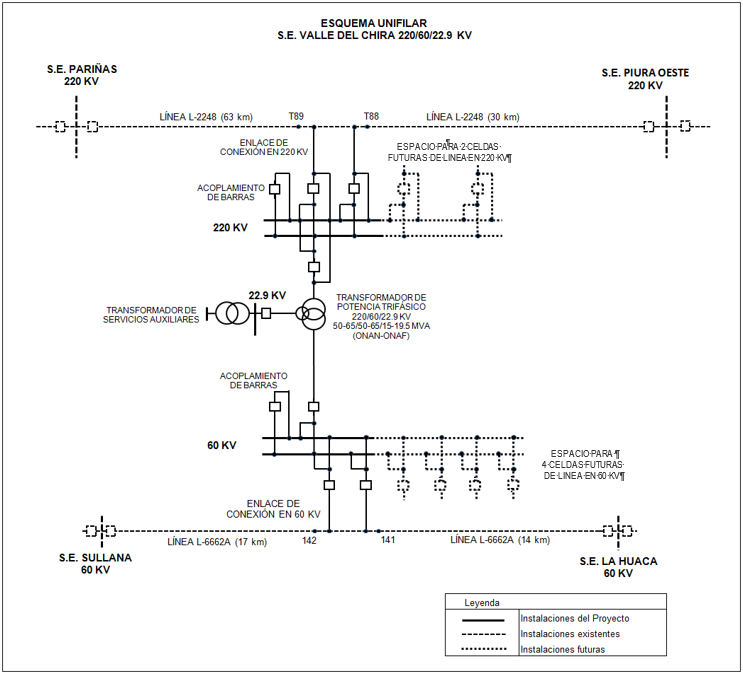 ESQUEMA UNIFILAR
S.E. VALLE DEL CHIRA 220/60/22.9 KV
S.E. PARIÑAS
220 KV
S.E. PIURA OESTE
220 KV
LÍNEA L-2248 (63 km)
T89
T88
LÍNEA L-2248 (30 km)
ENLACE DE
CONEXIÓN EN 220 KV
ESPACIO·PARA·2·CELDAS·
FUTURAS·DE·LINEA·EN·220·KV¶
ACOPLAMIENTO
DE BARRAS
220 KV
22.9 KV
TRANSFORMADOR DE
SERVICIOS AUXILIARES
TRANSFORMADOR DE
POTENCIA TRIFÁSICO
220/60/22.9 KV
50-65/50-65/15-19.5 MVA
(ONAN-ONAF)
ACOPLAMIENTO
DE BARRAS
60 KV
ESPACIO·PARA·¶
4·CELDAS·FUTURAS·
DE·LINEA·EN·60·KV¶
ENLACE DE
CONEXIÓN EN 60 KV
LÍNEA L-6662A (17 km)
142
141
LÍNEA L-6662A (14 km)
S.E. SULLANA
60 KV
S.E. LA HUACA
60 KV
Leyenda
Instalaciones del Proyecto
Instalaciones existentes
Instalaciones futuras